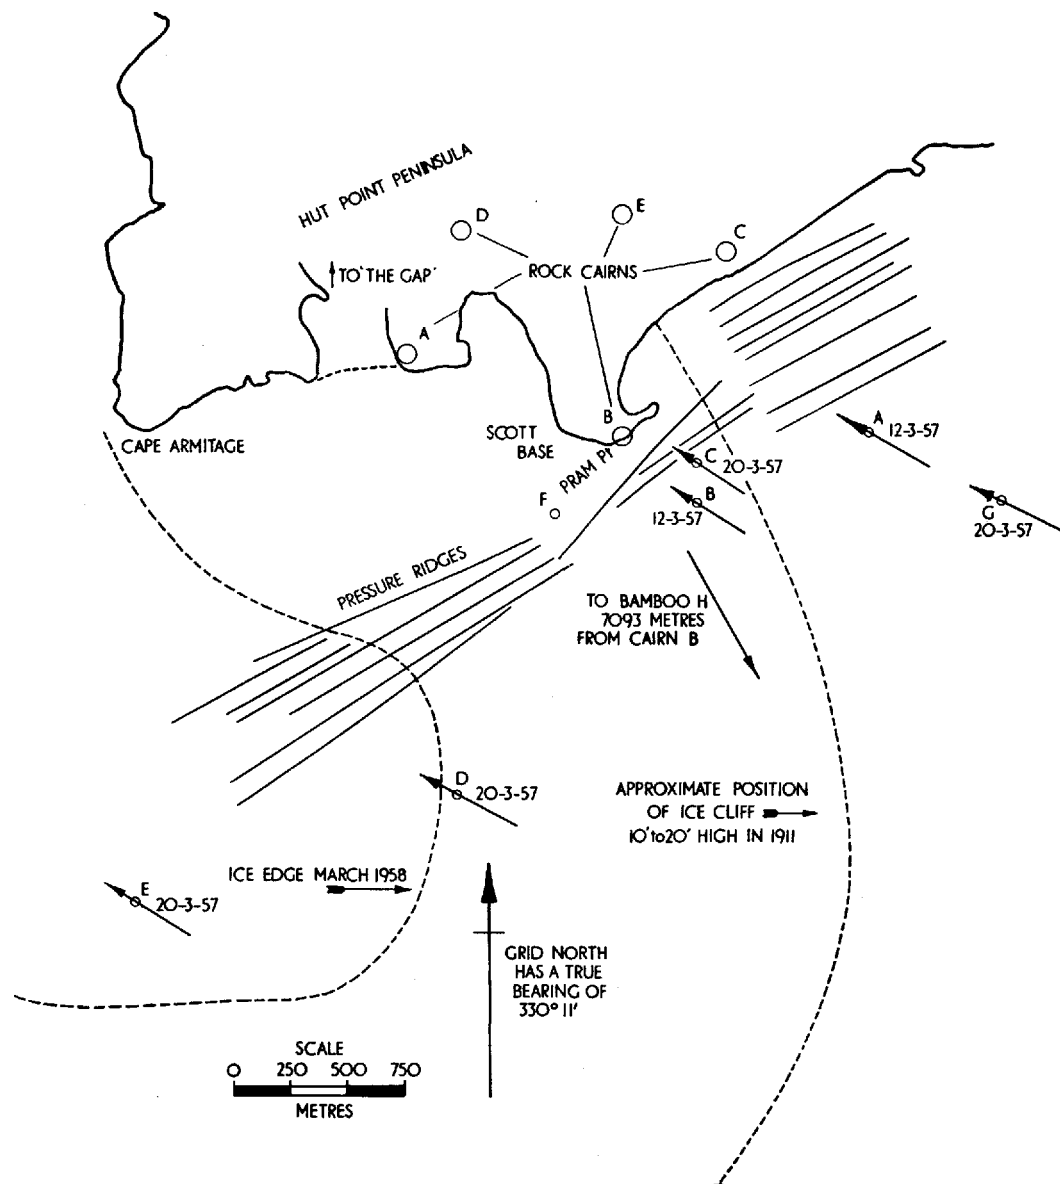 HUT POINT PENINSULA
D
E
C
TO 'THE GAP'
ROCK CAIRNS
A
B
CAPE ARMITAGE
SCOTT
BASE
PRAM Pt
A
12-3-57
C
20-3-57
B
12-3-57
G
20-3-57
F
PRESSURE RIDGES
TO BAMBOO H
7093 METRES
FROM CAIRN B
D
20-3-57
APPROXIMATE POSITION
OF ICE CLIFF
10' to 20' HIGH IN 1911
ICE EDGE MARCH 1958
E
20-3-57
GRID NORTH
HAS A TRUE
BEARING OF
330° 11'
SCALE
0 250 500 750
METRES